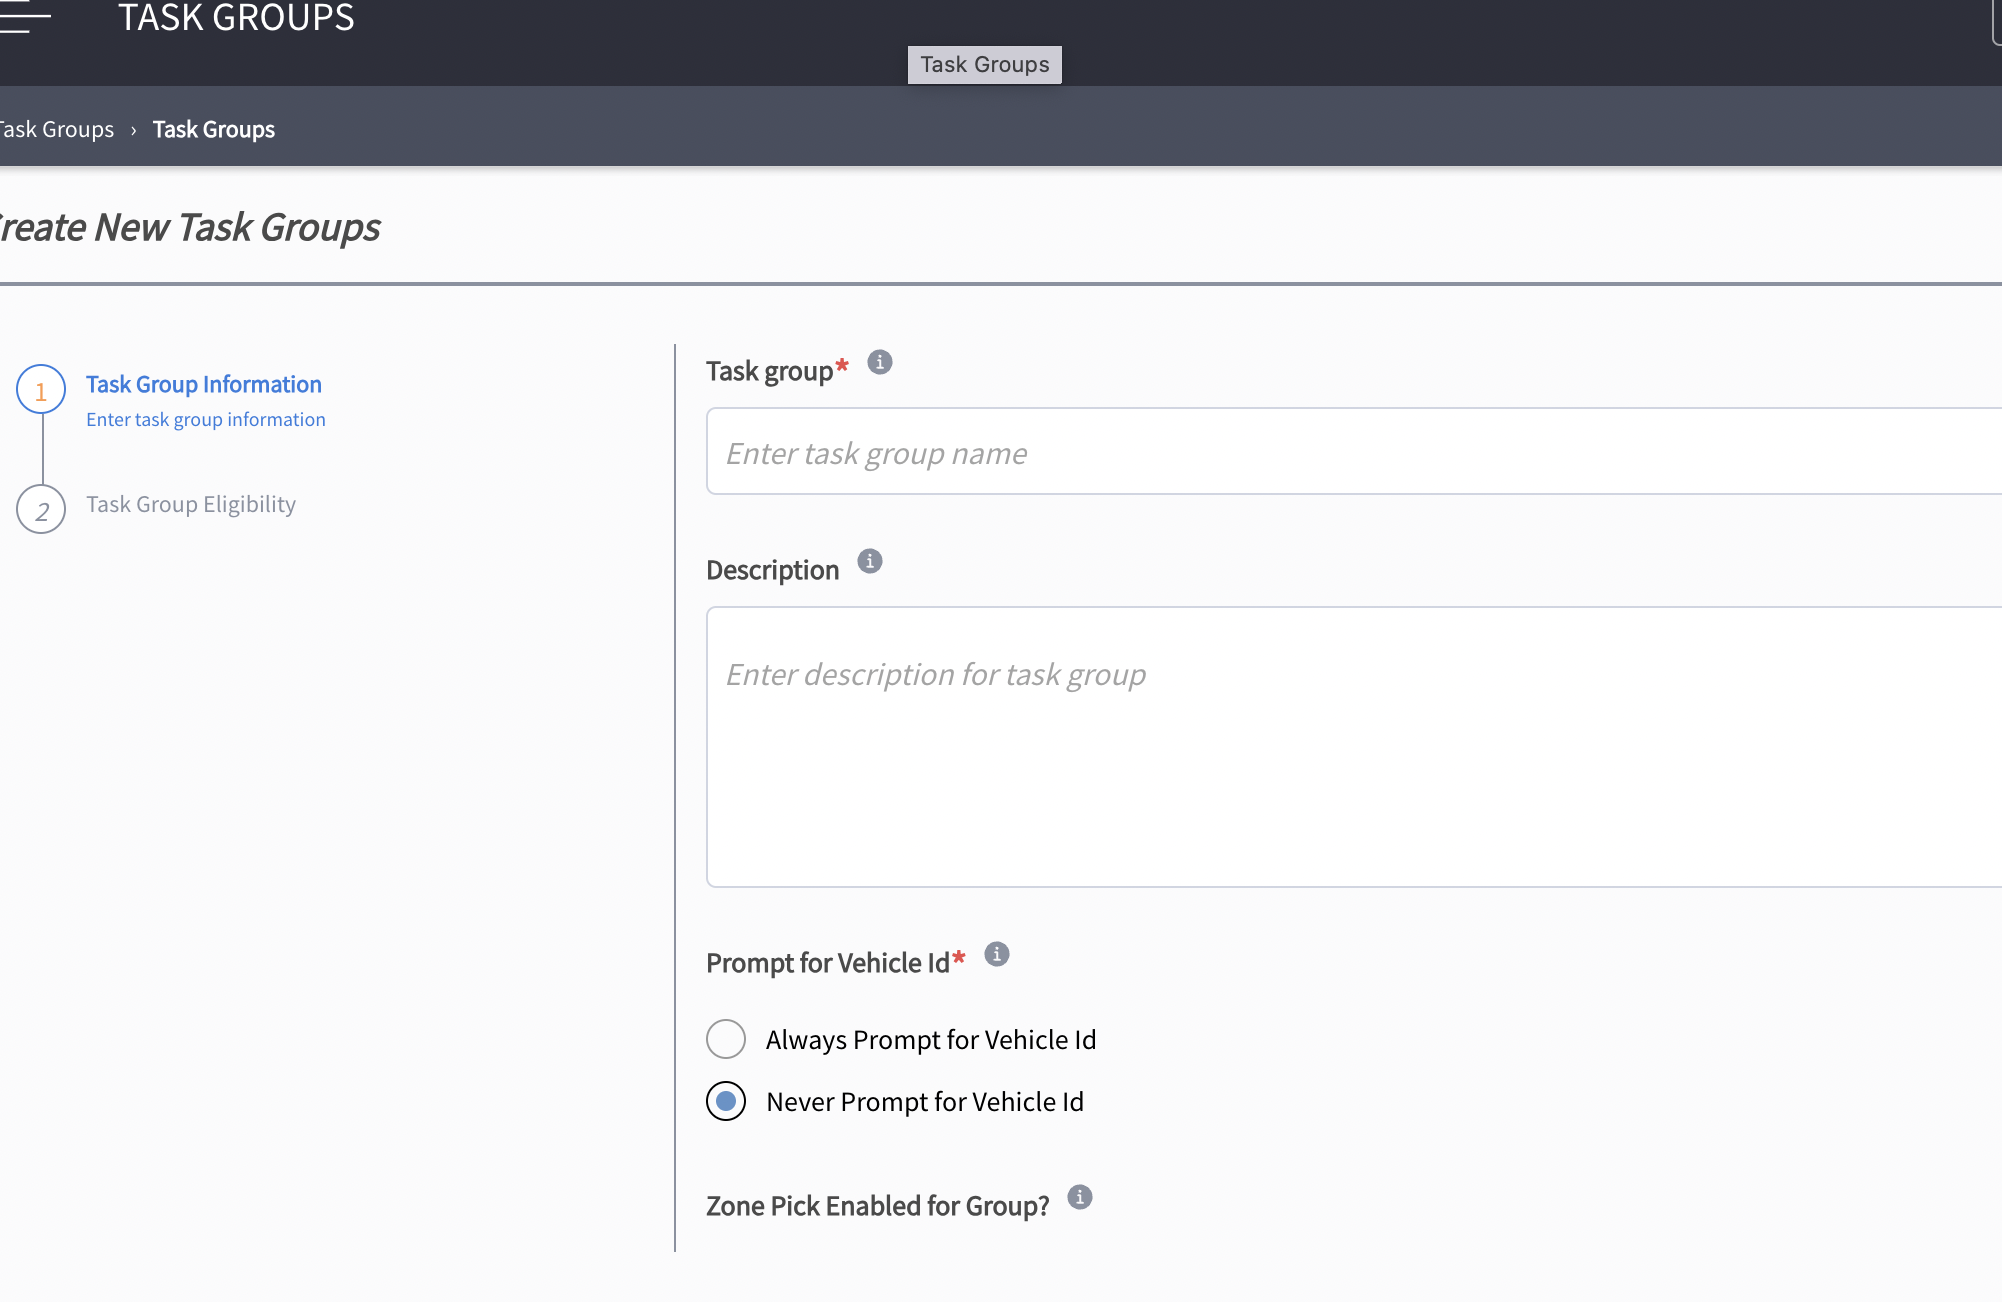 TASK GROUPS
Task Groups
Task Groups › Task Groups
reate New Task Groups
1 Task Group Information
Enter task group information
2 Task Group Eligibility
Task group* i
Enter task group name
Description i
Enter description for task group
Prompt for Vehicle Id* i
Always Prompt for Vehicle Id
Never Prompt for Vehicle Id
Zone Pick Enabled for Group? i